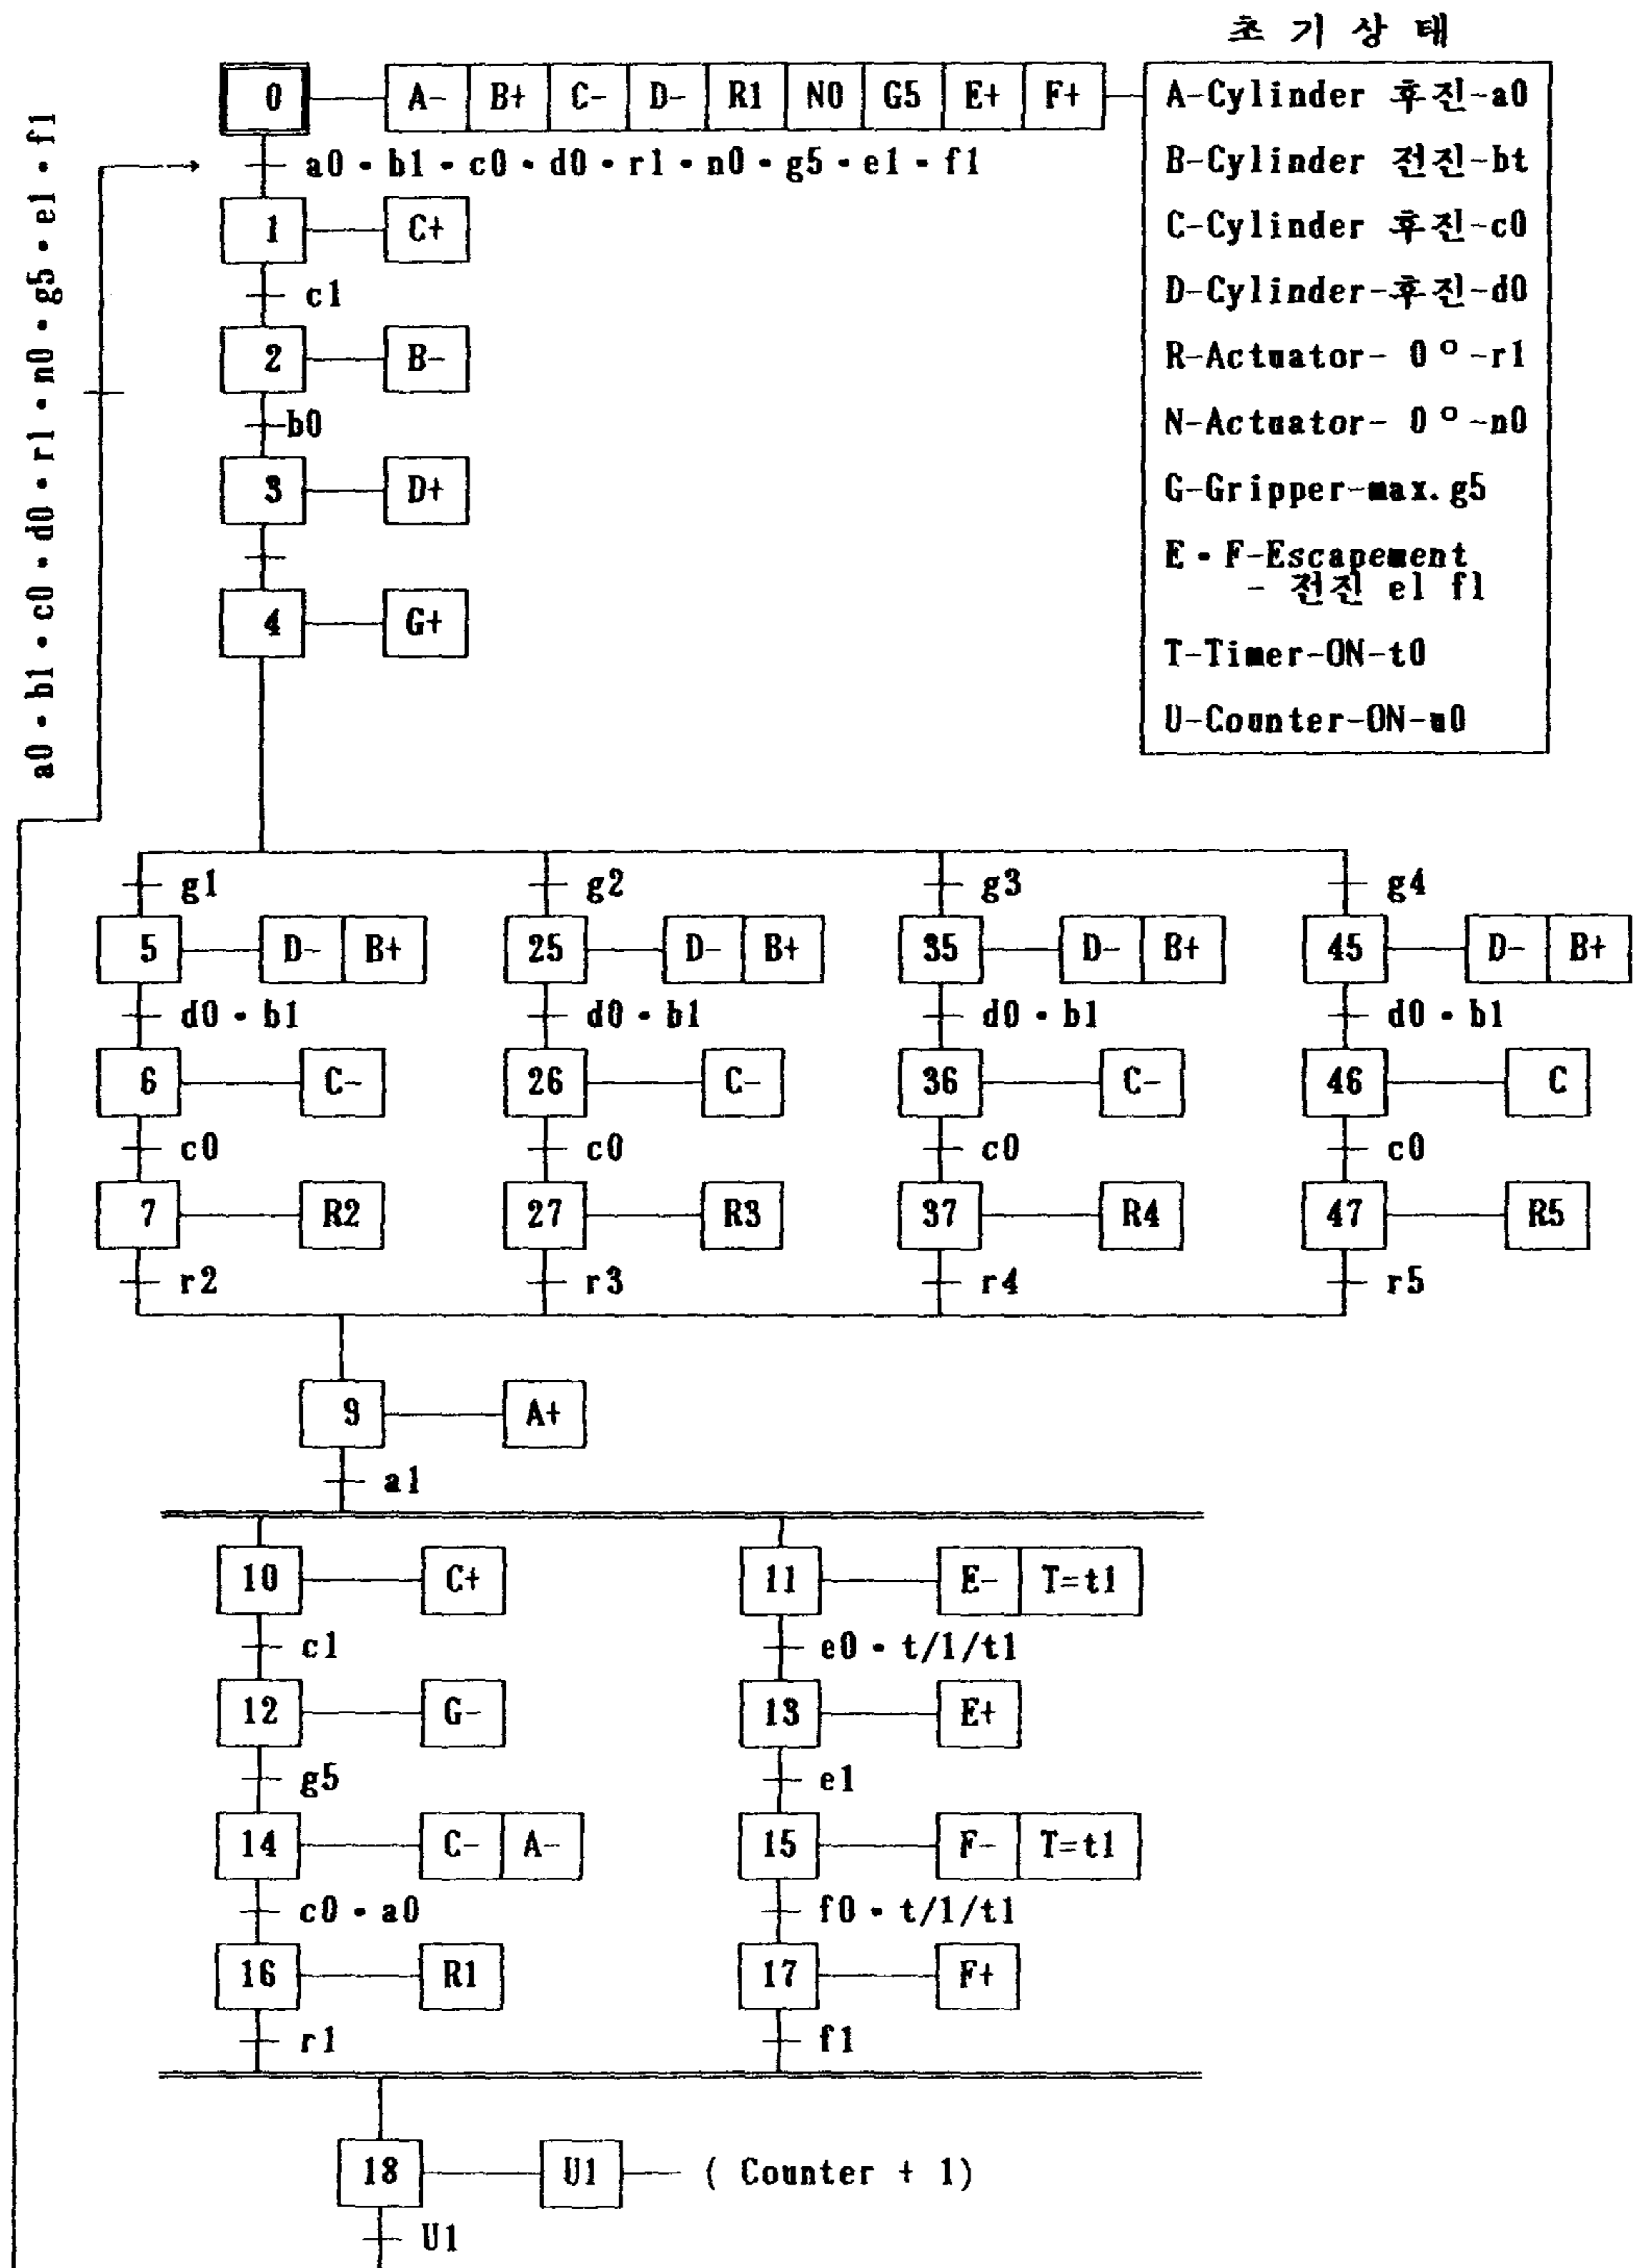 초 기 상 태
0 A- B+ C- D- R1 N0 G5 E+ F+
A-Cylinder 후진-a0
B-Cylinder 전진-bt
C-Cylinder 후진-c0
D-Cylinder-후진-d0
R-Actuator- 0°-r1
N-Actuator- 0°-n0
G-Gripper-max.g5
E·F-Escapement
- 전진 e1 f1
T-Timer-ON-t0
U-Counter-ON-u0
a0·b1·c0·d0·r1·n0·g5·e1·f1
a0·b1·c0·d0·r1·n0·g5·e1·f1
1 C+
c1
2 B-
b0
3 D+
4 G+
g1 g2 g3 g4
5 D- B+ 25 D- B+ 35 D- B+ 45 D- B+
d0·b1 d0·b1 d0·b1 d0·b1
6 C- 26 C- 36 C- 46 C
c0 c0 c0 c0
7 R2 27 R3 37 R4 47 R5
r2 r3 r4 r5
9 A+
a1
10 C+ 11 E- T=t1
c1 e0·t/1/t1
12 G- 13 E+
g5 e1
14 C- A- 15 F- T=t1
c0·a0 f0·t/1/t1
16 R1 17 F+
r1 f1
18 U1 ( Counter + 1)
U1